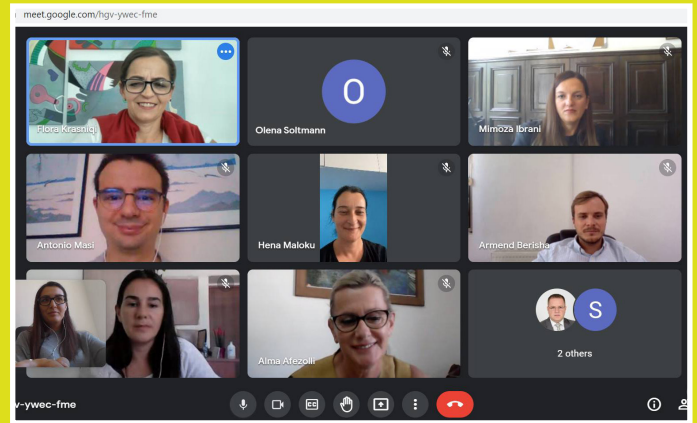 meet.google.com/hgv-ywec-fme
Flora Krasniqi
O
Olena Soltmann
Mimoza Ibrani
Antonio Masi
Hena Maloku
Armend Berisha
Alma Afezolli
S
2 others
v-ywec-fme
CC